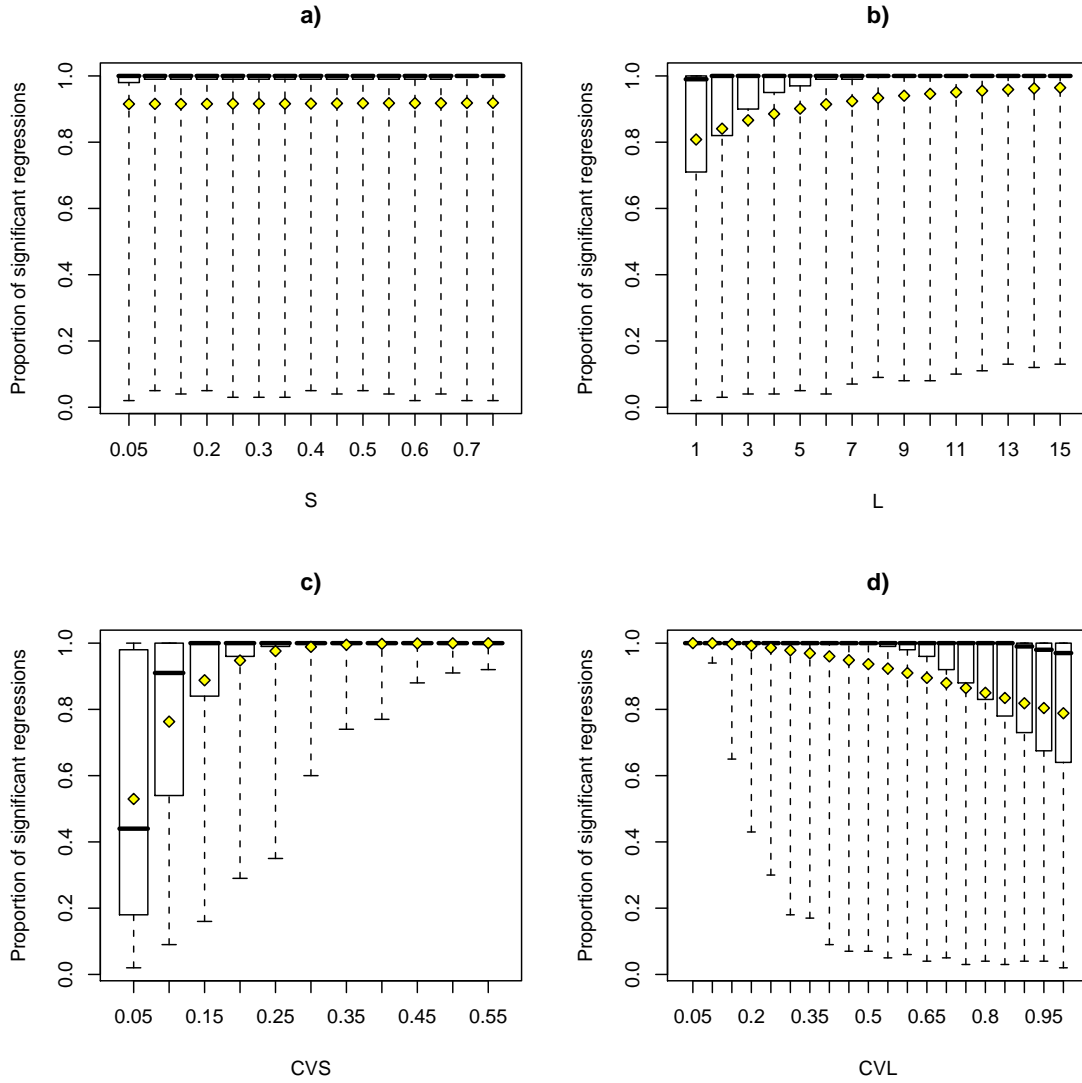 a)
Proportion of significant regressions
0.0 0.2 0.4 0.6 0.8 1.0
0.05 0.2 0.3 0.4 0.5 0.6 0.7
S
b)
Proportion of significant regressions
0.0 0.2 0.4 0.6 0.8 1.0
1 3 5 7 9 11 13 15
L
c)
Proportion of significant regressions
0.0 0.2 0.4 0.6 0.8 1.0
0.05 0.15 0.25 0.35 0.45 0.55
CVS
d)
Proportion of significant regressions
0.0 0.2 0.4 0.6 0.8 1.0
0.05 0.2 0.35 0.5 0.65 0.8 0.95
CVL